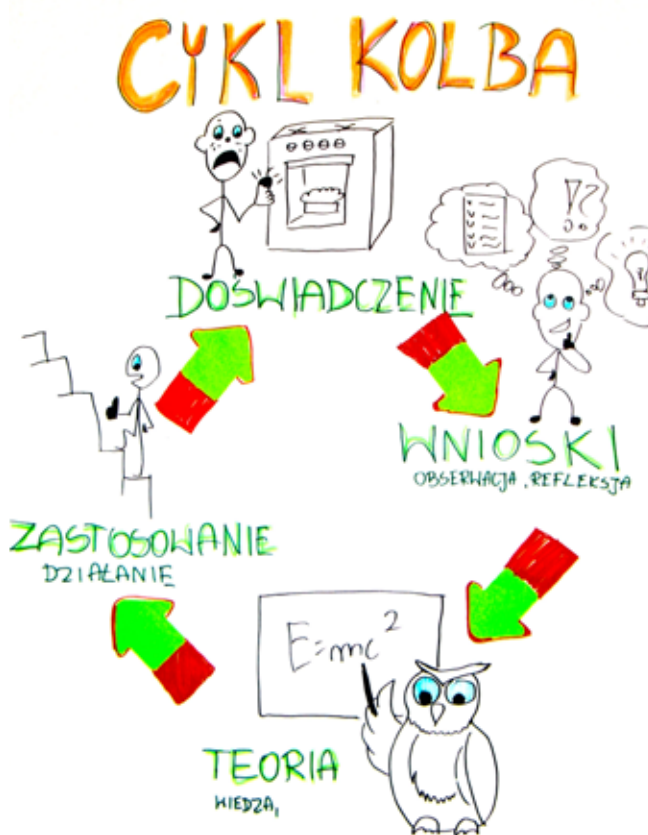 CYKL KOLBA
!?
DOŚWIADCZENIE
WNIOSKI
OBSERWACJA, REFLEKSJA
ZASTOSOWANIE
DZIAŁANIE
E=mc²
TEORIA
WIEDZA,